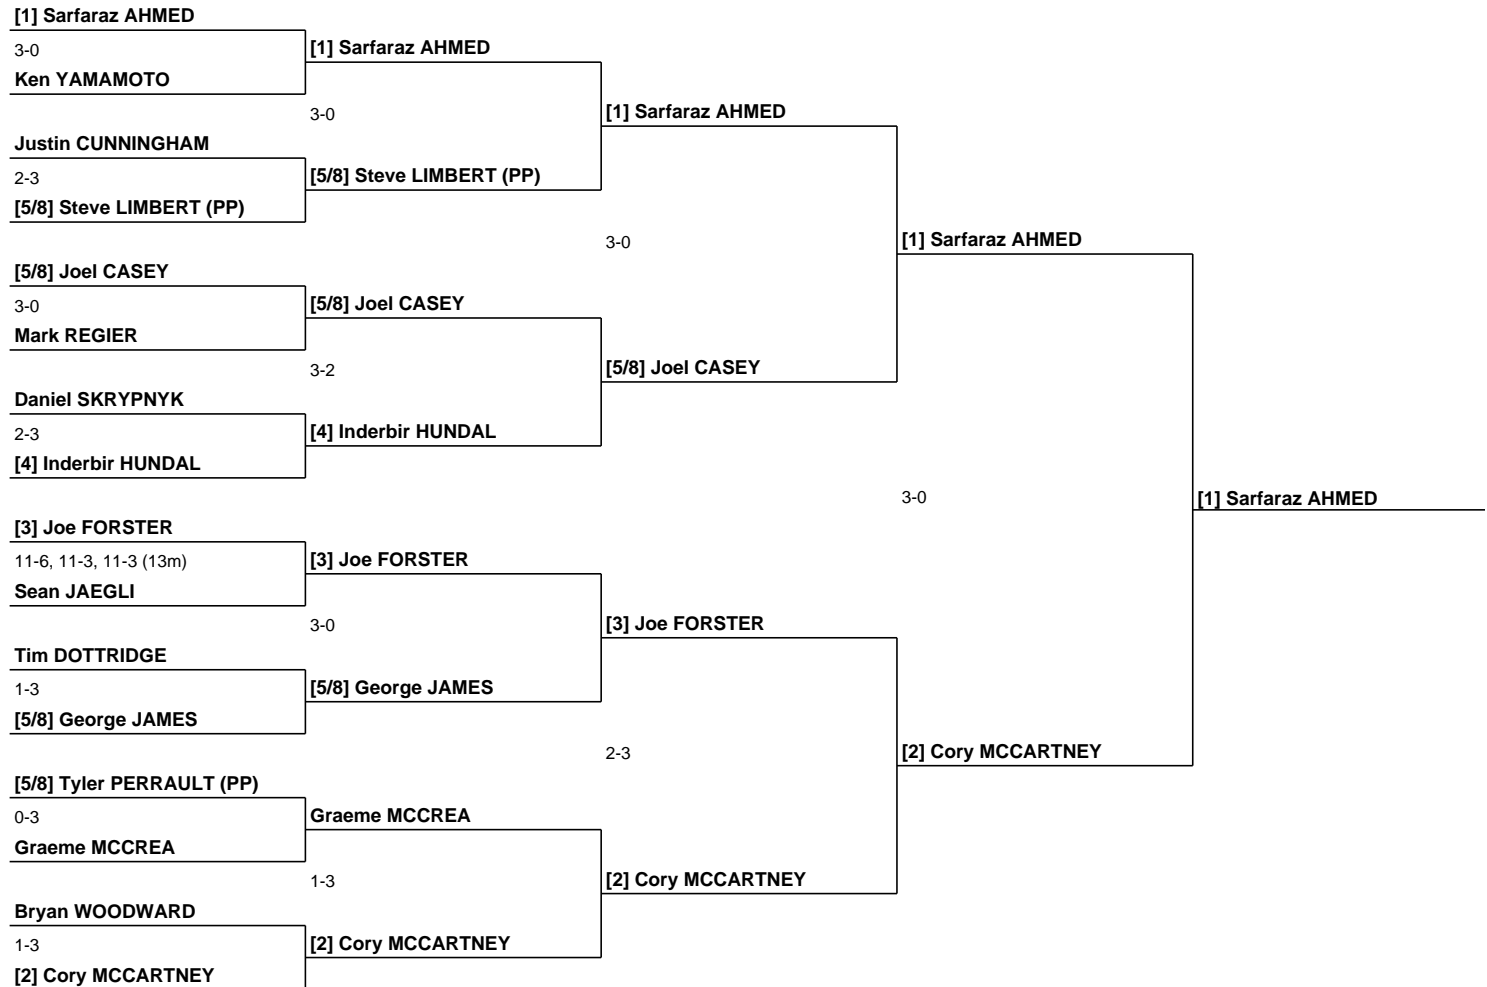 [1] Sarfaraz AHMED
3-0
Ken YAMAMOTO
Justin CUNNINGHAM
2-3
[5/8] Steve LIMBERT (PP)
[5/8] Joel CASEY
3-0
Mark REGIER
Daniel SKRYPNYK
2-3
[4] Inderbir HUNDAL
[3] Joe FORSTER
11-6, 11-3, 11-3 (13m)
Sean JAEGLI
Tim DOTTRIDGE
1-3
[5/8] George JAMES
[5/8] Tyler PERRAULT (PP)
0-3
Graeme MCCREA
Bryan WOODWARD
1-3
[2] Cory MCCARTNEY
[1] Sarfaraz AHMED
3-0
[5/8] Steve LIMBERT (PP)
[5/8] Joel CASEY
3-2
[4] Inderbir HUNDAL
[3] Joe FORSTER
3-0
[5/8] George JAMES
Graeme MCCREA
1-3
[2] Cory MCCARTNEY
[1] Sarfaraz AHMED
3-0
[5/8] Joel CASEY
[3] Joe FORSTER
2-3
[2] Cory MCCARTNEY
[1] Sarfaraz AHMED
3-0
[2] Cory MCCARTNEY
[1] Sarfaraz AHMED